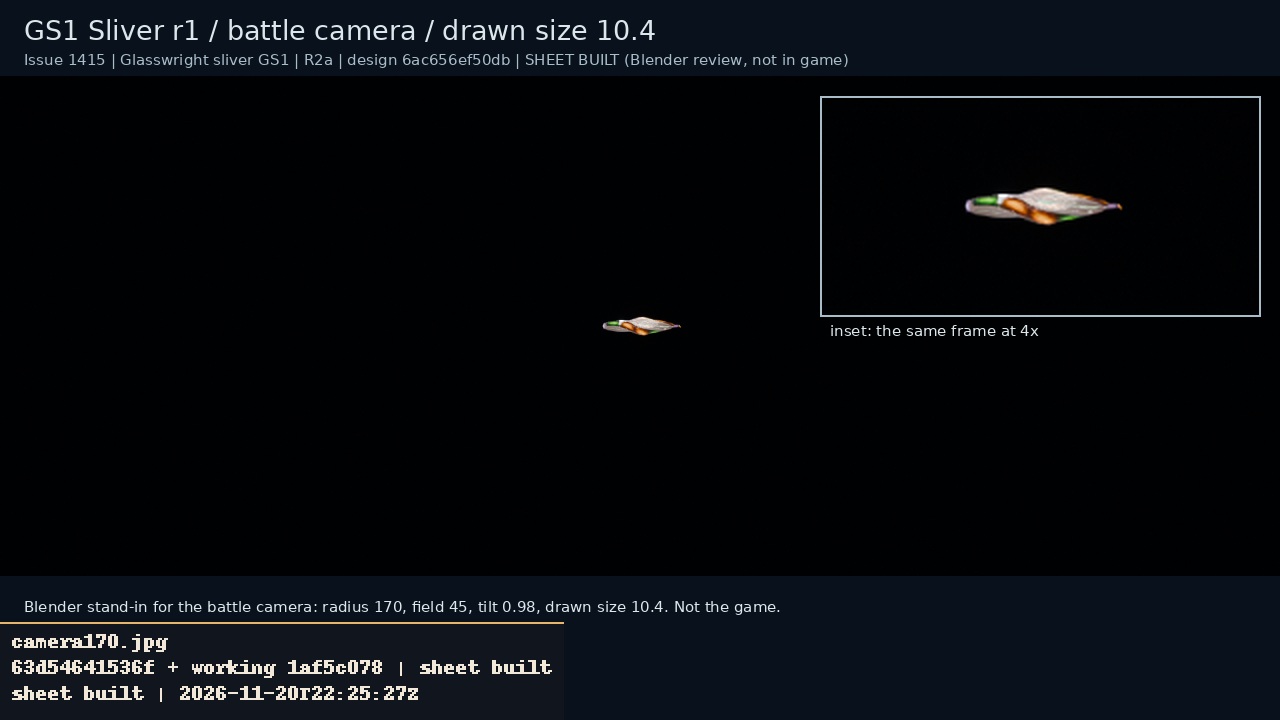 GS1 Sliver r1 / battle camera / drawn size 10.4
Issue 1415 | Glasswright sliver GS1 | R2a | design 6ac656ef50db | SHEET BUILT (Blender review, not in game)
inset: the same frame at 4x
Blender stand-in for the battle camera: radius 170, field 45, tilt 0.98, drawn size 10.4. Not the game.
camera170.jpg
63d54641536f + working 1af5c078 | sheet built
sheet built | 2026-11-20T22:25:27Z